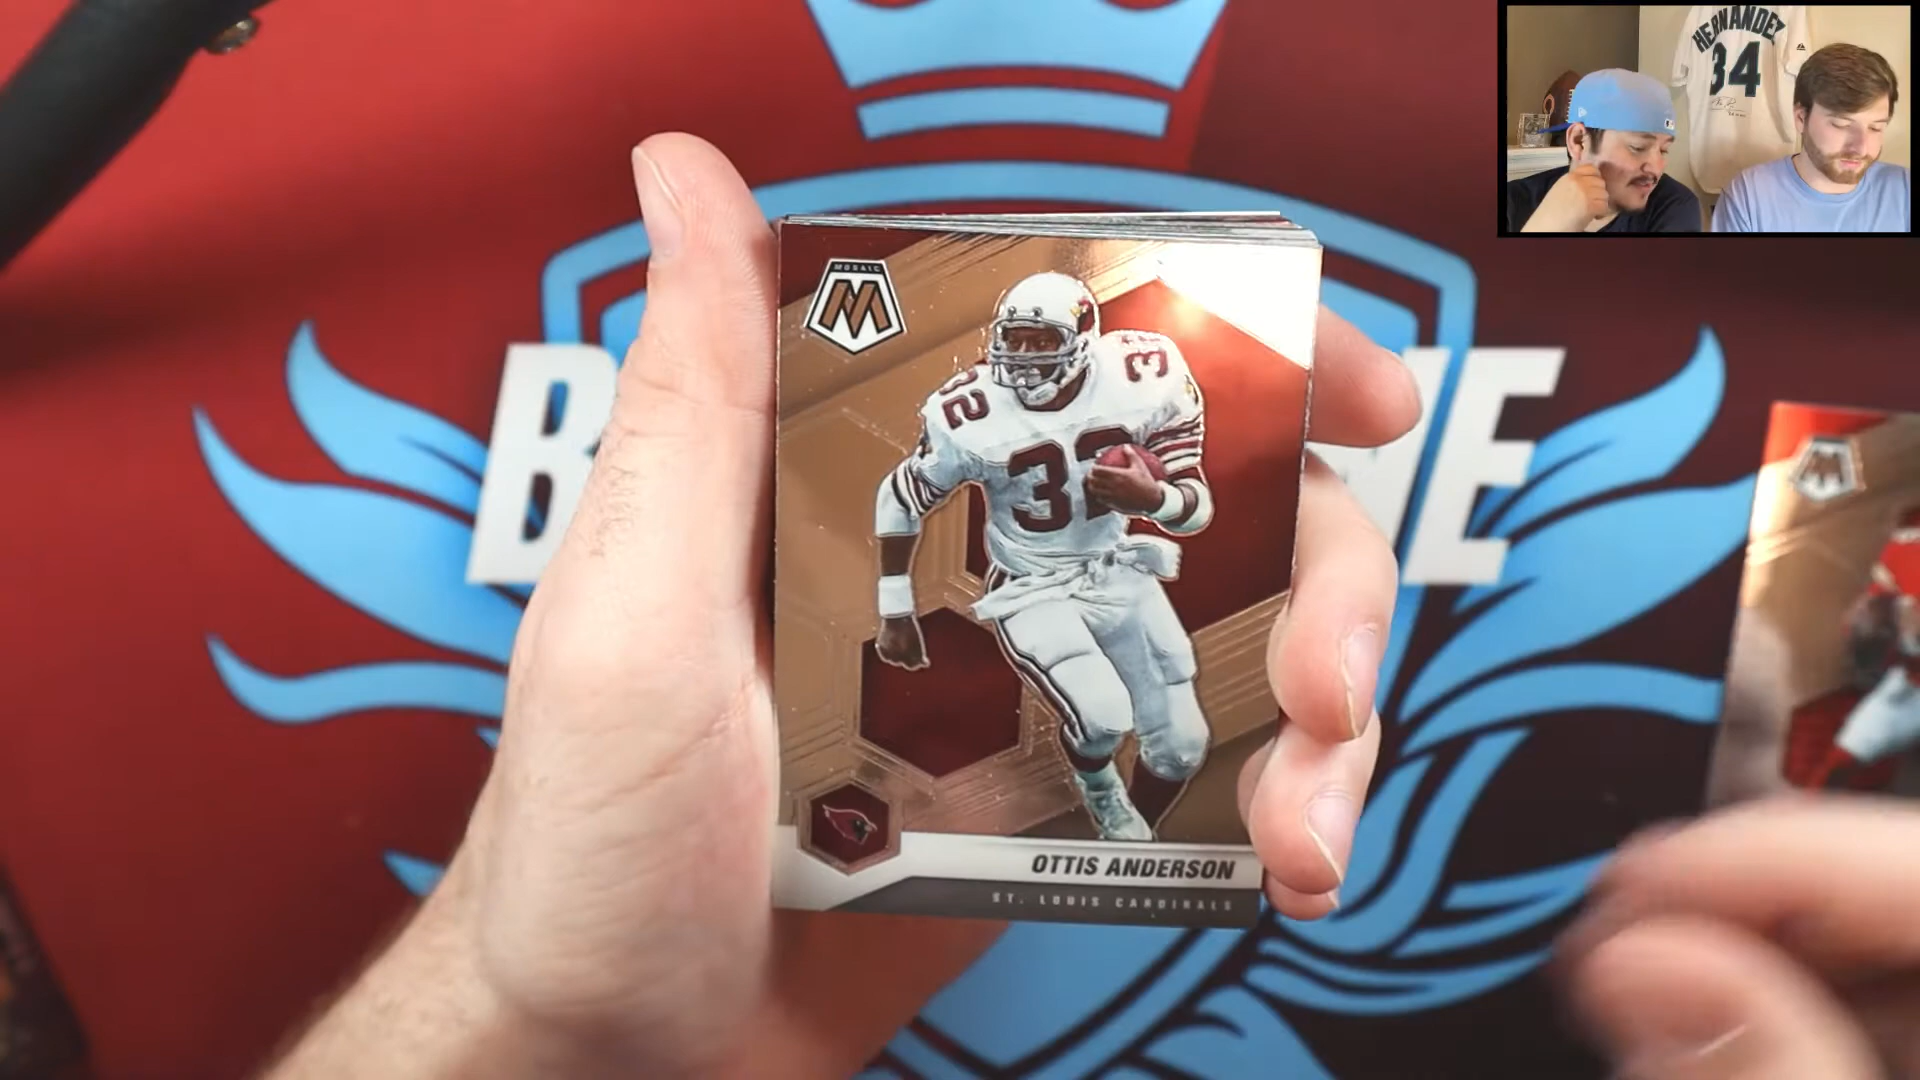 HERNANDEZ
34
MOSAIC
M
32
32
32
OTTIS ANDERSON
ST. LOUIS CARDINALS
M